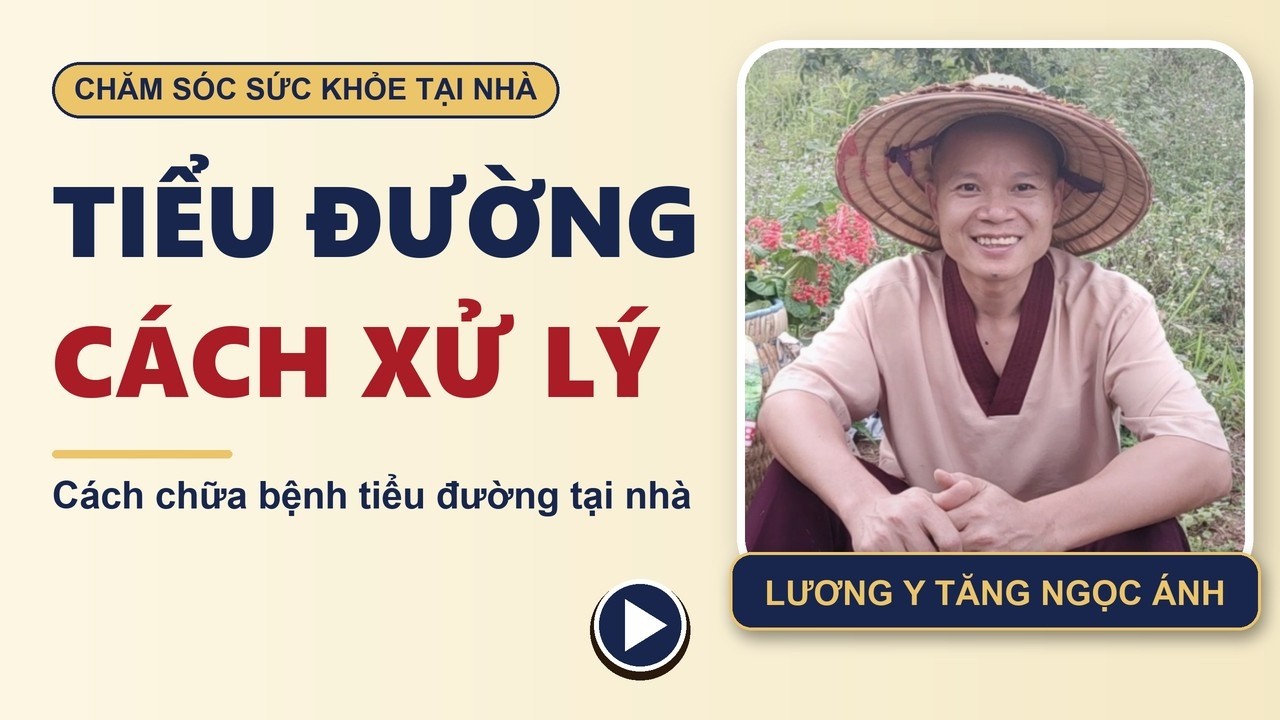 CHĂM SÓC SỨC KHỎE TẠI NHÀ
TIỂU ĐƯỜNG
CÁCH XỬ LÝ
Cách chữa bệnh tiểu đường tại nhà
LƯƠNG Y TĂNG NGỌC ÁNH